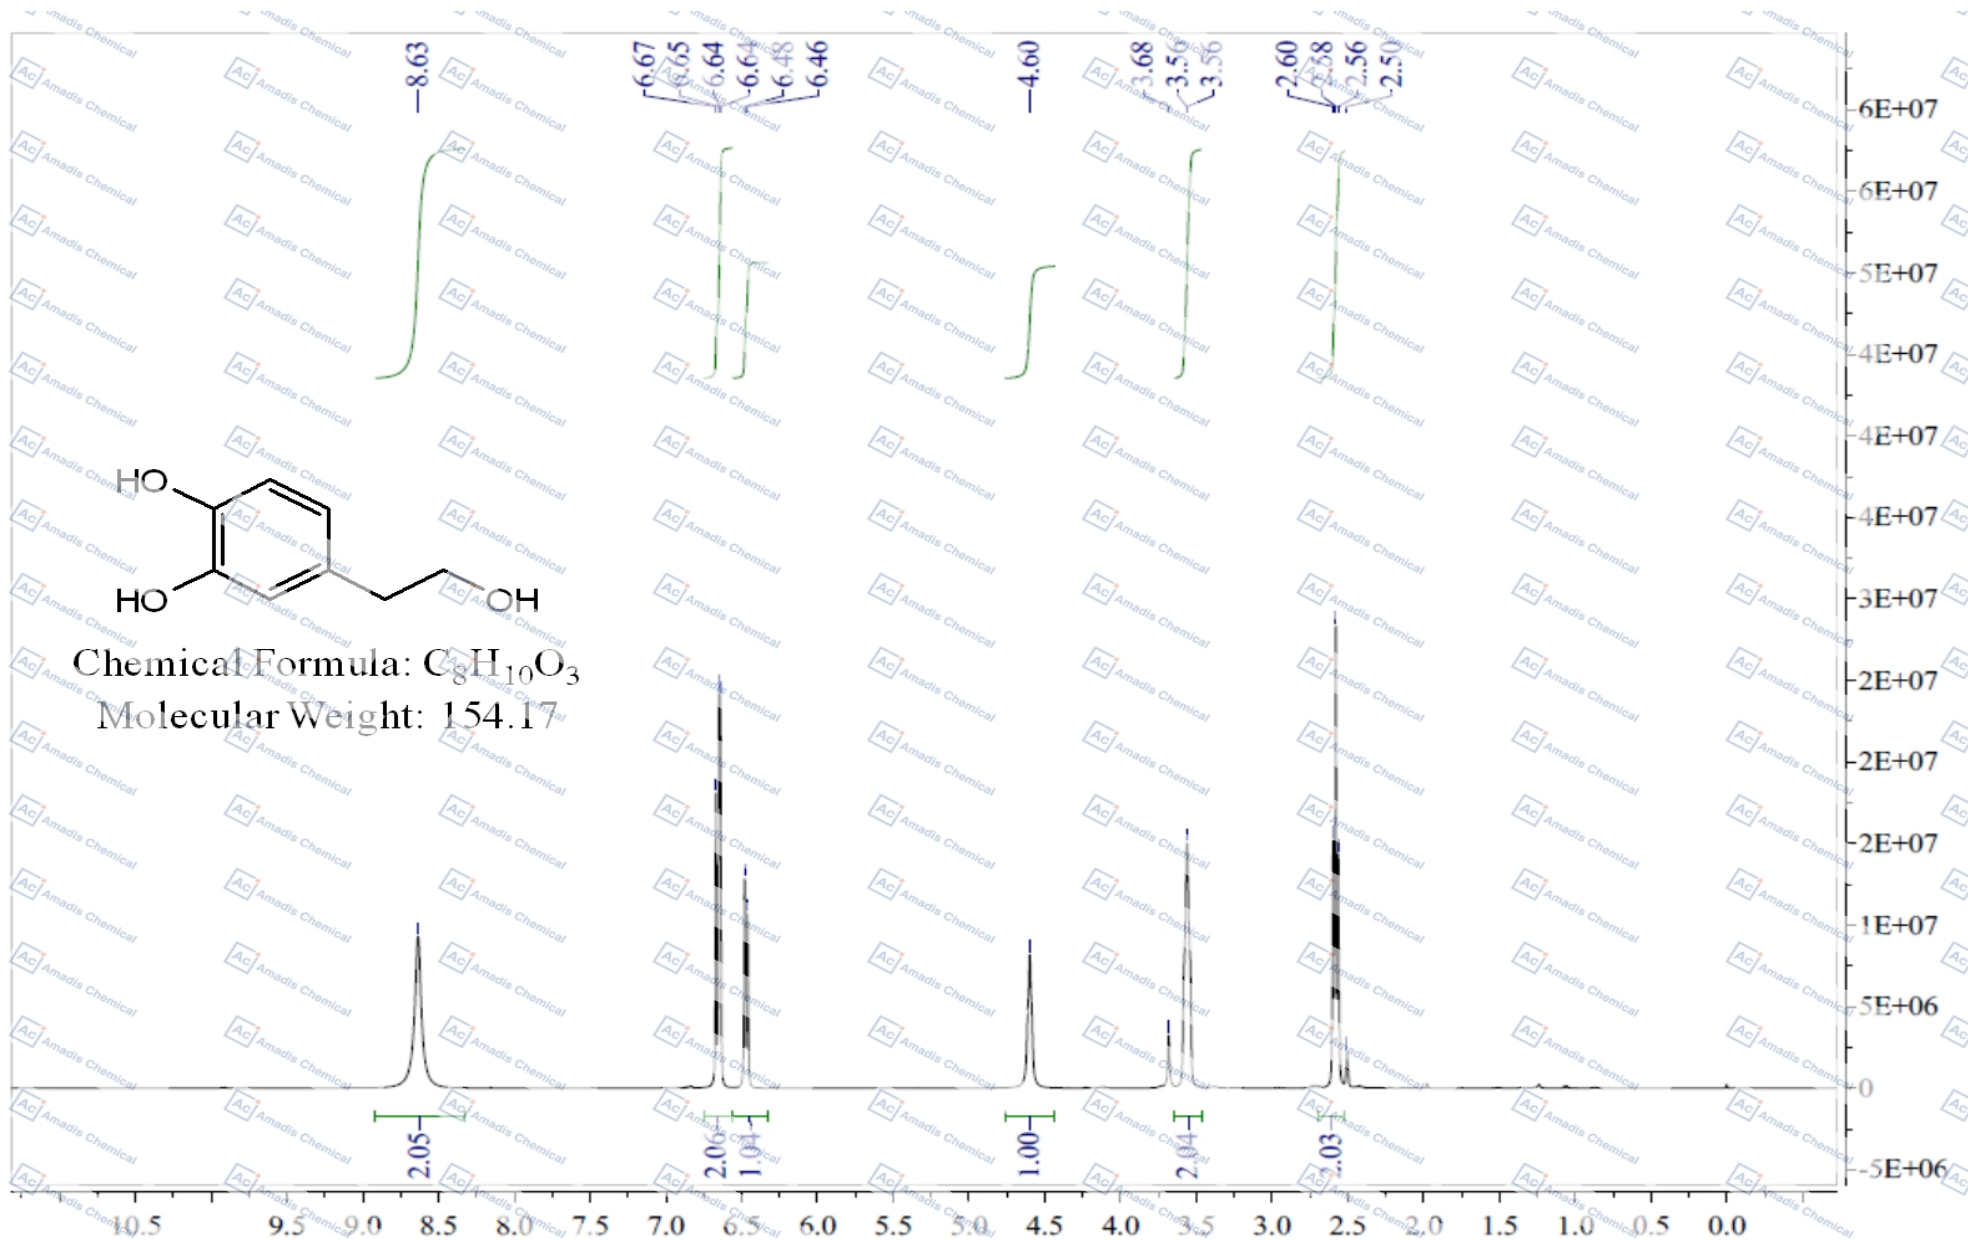 8.63
6.67
6.65
6.64
6.64
6.48
6.46
4.60
3.68
3.56
3.56
2.60
2.58
2.56
2.50
6E+07
6E+07
5E+07
4E+07
4E+07
4E+07
3E+07
2E+07
2E+07
2E+07
1E+07
5E+06
0
-5E+06
HO
HO
OH
Chemical Formula: C₈H₁₀O₃
Molecular Weight: 154.17
2.05
2.06
1.04
1.00
2.04
2.03
10.5 9.5 9.0 8.5 8.0 7.5 7.0 6.5 6.0 5.5 5.0 4.5 4.0 3.5 3.0 2.5 2.0 1.5 1.0 0.5 0.0
Ac Amadis Chemical